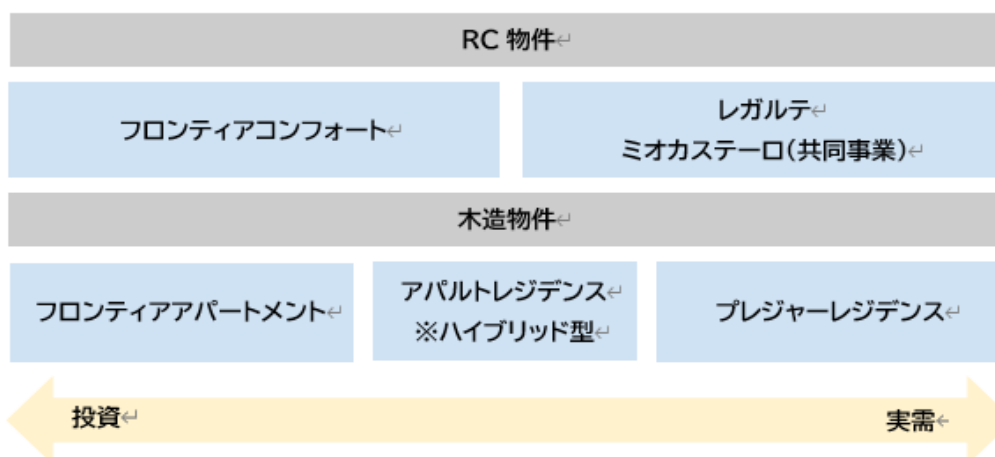 RC 物件↵
フロンティアコンフォート↵
レガルテ↵
ミオカステーロ(共同事業)↵
木造物件↵
フロンティアアパートメント↵
アパルトレジデンス↵
※ハイブリッド型↵
プレジャーレジデンス↵
投資↵
実需←